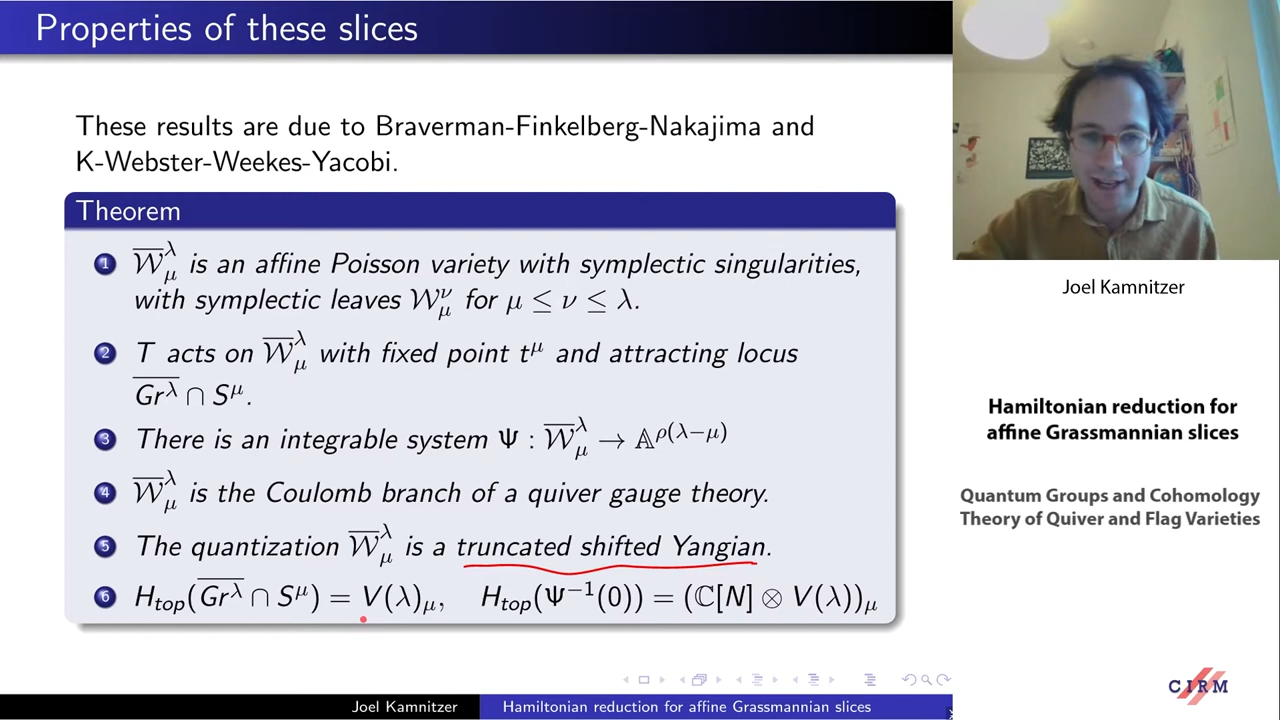 Properties of these slices
These results are due to Braverman-Finkelberg-Nakajima and
K-Webster-Weekes-Yacobi.
Theorem
1 $\overline{\mathcal{W}}^\lambda_\mu$ is an affine Poisson variety with symplectic singularities,
with symplectic leaves $\mathcal{W}^\nu_\mu$ for $\mu \leq \nu \leq \lambda$.
2 $T$ acts on $\overline{\mathcal{W}}^\lambda_\mu$ with fixed point $t^\mu$ and attracting locus
$\overline{Gr^\lambda} \cap S^\mu$.
3 There is an integrable system $\Psi : \overline{\mathcal{W}}^\lambda_\mu \to \mathbb{A}^{\rho(\lambda-\mu)}$
4 $\overline{\mathcal{W}}^\lambda_\mu$ is the Coulomb branch of a quiver gauge theory.
5 The quantization $\overline{\mathcal{W}}^\lambda_\mu$ is a truncated shifted Yangian.
6 $H_{top}(\overline{Gr^\lambda} \cap S^\mu) = V(\lambda)_\mu, \quad H_{top}(\Psi^{-1}(0)) = (\mathbb{C}[N] \otimes V(\lambda))_\mu$
Joel Kamnitzer
Hamiltonian reduction for affine Grassmannian slices
Joel Kamnitzer
Hamiltonian reduction for
affine Grassmannian slices
Quantum Groups and Cohomology
Theory of Quiver and Flag Varieties
CIRM